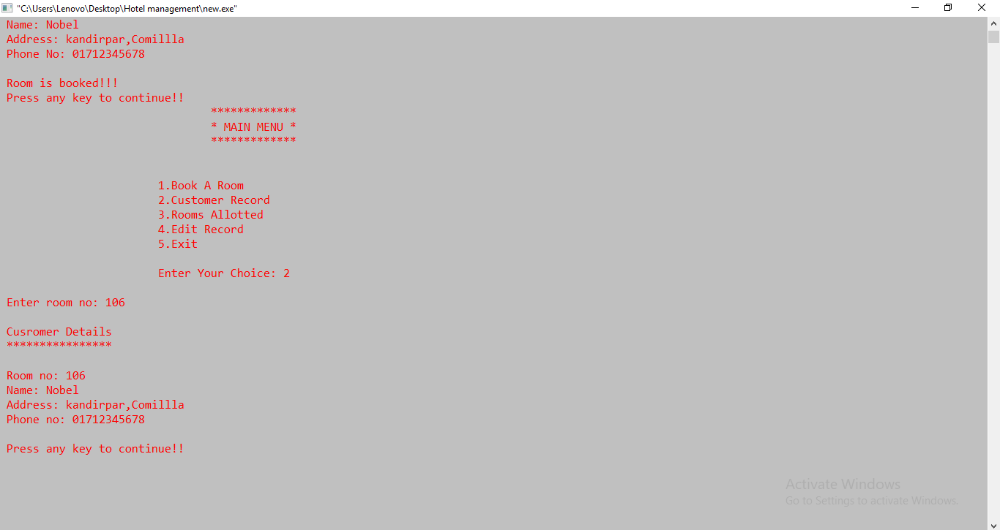 "C:\Users\Lenovo\Desktop\Hotel management\new.exe"
Name: Nobel
Address: kandirpar,Comillla
Phone No: 01712345678
Room is booked!!!
Press any key to continue!!
*************
* MAIN MENU *
*************
1.Book A Room
2.Customer Record
3.Rooms Allotted
4.Edit Record
5.Exit
Enter Your Choice: 2
Enter room no: 106
Cusromer Details
****************
Room no: 106
Name: Nobel
Address: kandirpar,Comillla
Phone no: 01712345678
Press any key to continue!!
Activate Windows
Go to Settings to activate Windows.